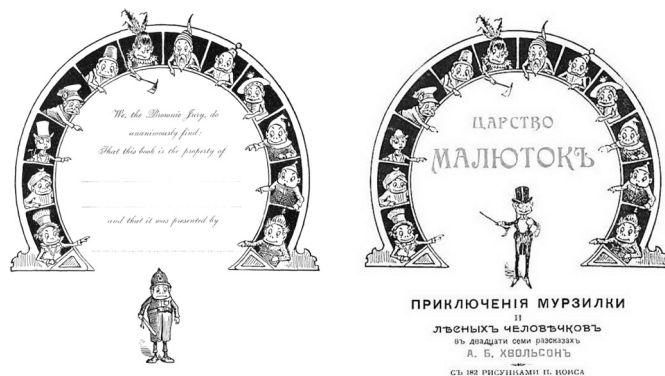 We, the Brownie Jury, do
unanimously find:
That this book is the property of
and that it was presented by
ЦАРСТВО
МАЛЮТОКЪ
ПРИКЛЮЧЕНІЯ МУРЗИЛКИ
И
ЛѢСНЫХЪ ЧЕЛОВѢЧКОВЪ
въ двадцати семи разсказахъ
А. Б. ХВОЛЬСОНЪ
СЪ 182 РИСУНКАМИ П. КОКСА